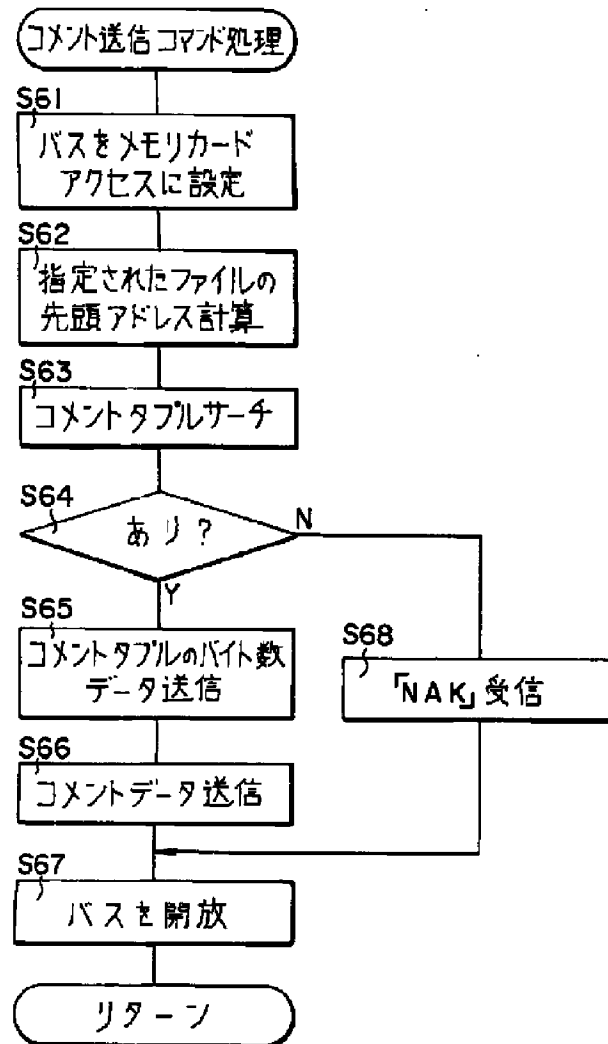 コメント送信コマンド処理
S61
バスをメモリカード
アクセスに設定
S62
指定されたファイルの
先頭アドレス計算
S63
コメントタプルサーチ
S64
あり?
N
Y
S65
コメントタプルのバイト数
データ送信
S68
「NAK」受信
S66
コメントデータ送信
S67
バスを開放
リターン